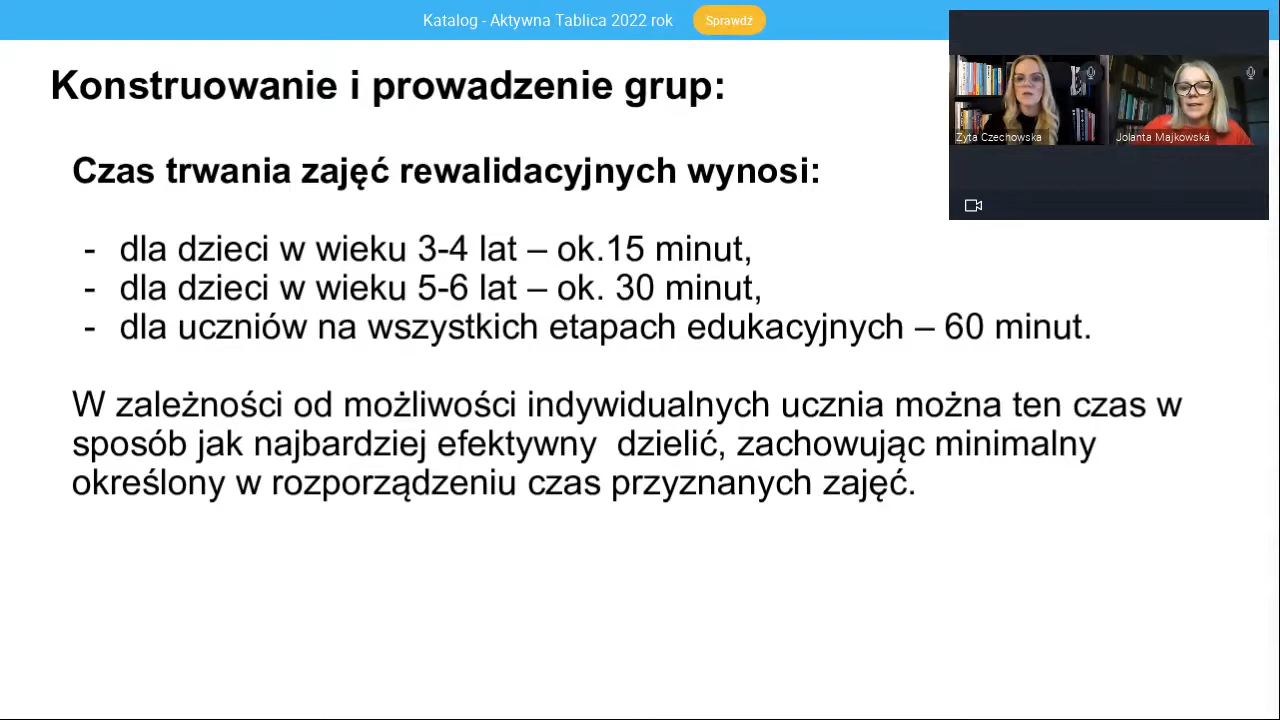 Katalog - Aktywna Tablica 2022 rok Sprawdź
Konstruowanie i prowadzenie grup:
Zyta Czechowska Jolanta Majkowska
Czas trwania zajęć rewalidacyjnych wynosi:
- dla dzieci w wieku 3-4 lat – ok.15 minut,
- dla dzieci w wieku 5-6 lat – ok. 30 minut,
- dla uczniów na wszystkich etapach edukacyjnych – 60 minut.
W zależności od możliwości indywidualnych ucznia można ten czas w
sposób jak najbardziej efektywny dzielić, zachowując minimalny
określony w rozporządzeniu czas przyznanych zajęć.